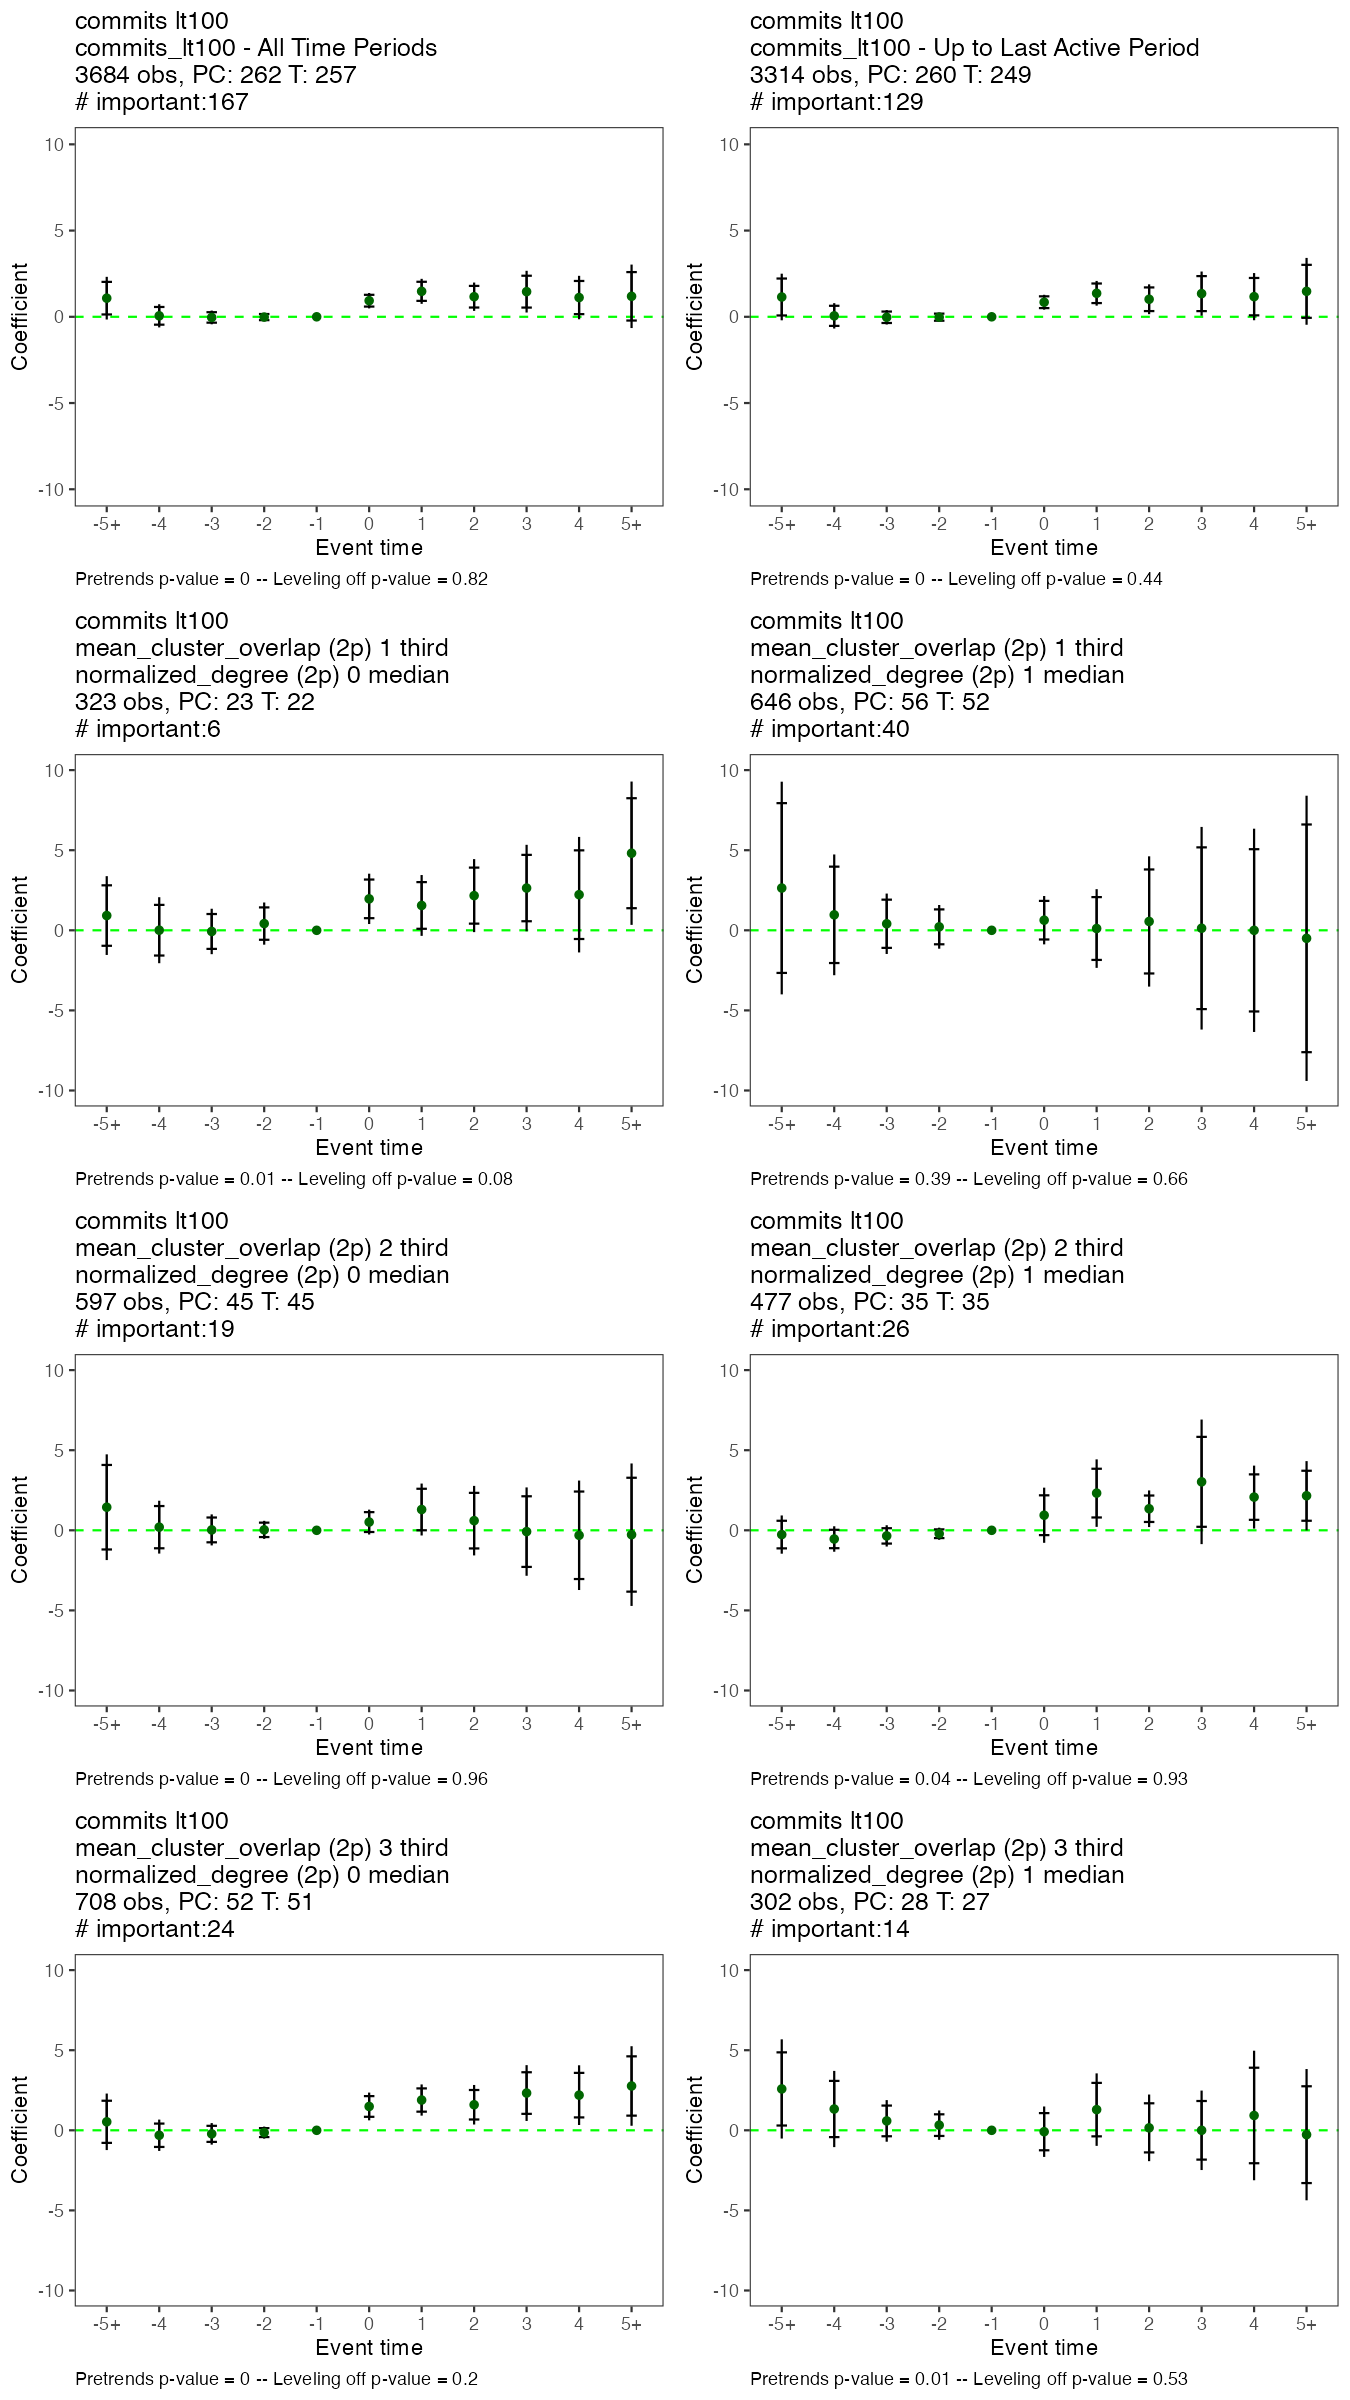 commits lt100
commits_lt100 - All Time Periods
3684 obs, PC: 262 T: 257
# important:167
10
5
0
-5
-10
Coefficient
-5+ -4 -3 -2 -1 0 1 2 3 4 5+
Event time
Pretrends p-value = 0 -- Leveling off p-value = 0.82
commits lt100
commits_lt100 - Up to Last Active Period
3314 obs, PC: 260 T: 249
# important:129
10
5
0
-5
-10
Coefficient
-5+ -4 -3 -2 -1 0 1 2 3 4 5+
Event time
Pretrends p-value = 0 -- Leveling off p-value = 0.44
commits lt100
mean_cluster_overlap (2p) 1 third
normalized_degree (2p) 0 median
323 obs, PC: 23 T: 22
# important:6
10
5
0
-5
-10
Coefficient
-5+ -4 -3 -2 -1 0 1 2 3 4 5+
Event time
Pretrends p-value = 0.01 -- Leveling off p-value = 0.08
commits lt100
mean_cluster_overlap (2p) 1 third
normalized_degree (2p) 1 median
646 obs, PC: 56 T: 52
# important:40
10
5
0
-5
-10
Coefficient
-5+ -4 -3 -2 -1 0 1 2 3 4 5+
Event time
Pretrends p-value = 0.39 -- Leveling off p-value = 0.66
commits lt100
mean_cluster_overlap (2p) 2 third
normalized_degree (2p) 0 median
597 obs, PC: 45 T: 45
# important:19
10
5
0
-5
-10
Coefficient
-5+ -4 -3 -2 -1 0 1 2 3 4 5+
Event time
Pretrends p-value = 0 -- Leveling off p-value = 0.96
commits lt100
mean_cluster_overlap (2p) 2 third
normalized_degree (2p) 1 median
477 obs, PC: 35 T: 35
# important:26
10
5
0
-5
-10
Coefficient
-5+ -4 -3 -2 -1 0 1 2 3 4 5+
Event time
Pretrends p-value = 0.04 -- Leveling off p-value = 0.93
commits lt100
mean_cluster_overlap (2p) 3 third
normalized_degree (2p) 0 median
708 obs, PC: 52 T: 51
# important:24
10
5
0
-5
-10
Coefficient
-5+ -4 -3 -2 -1 0 1 2 3 4 5+
Event time
Pretrends p-value = 0 -- Leveling off p-value = 0.2
commits lt100
mean_cluster_overlap (2p) 3 third
normalized_degree (2p) 1 median
302 obs, PC: 28 T: 27
# important:14
10
5
0
-5
-10
Coefficient
-5+ -4 -3 -2 -1 0 1 2 3 4 5+
Event time
Pretrends p-value = 0.01 -- Leveling off p-value = 0.53